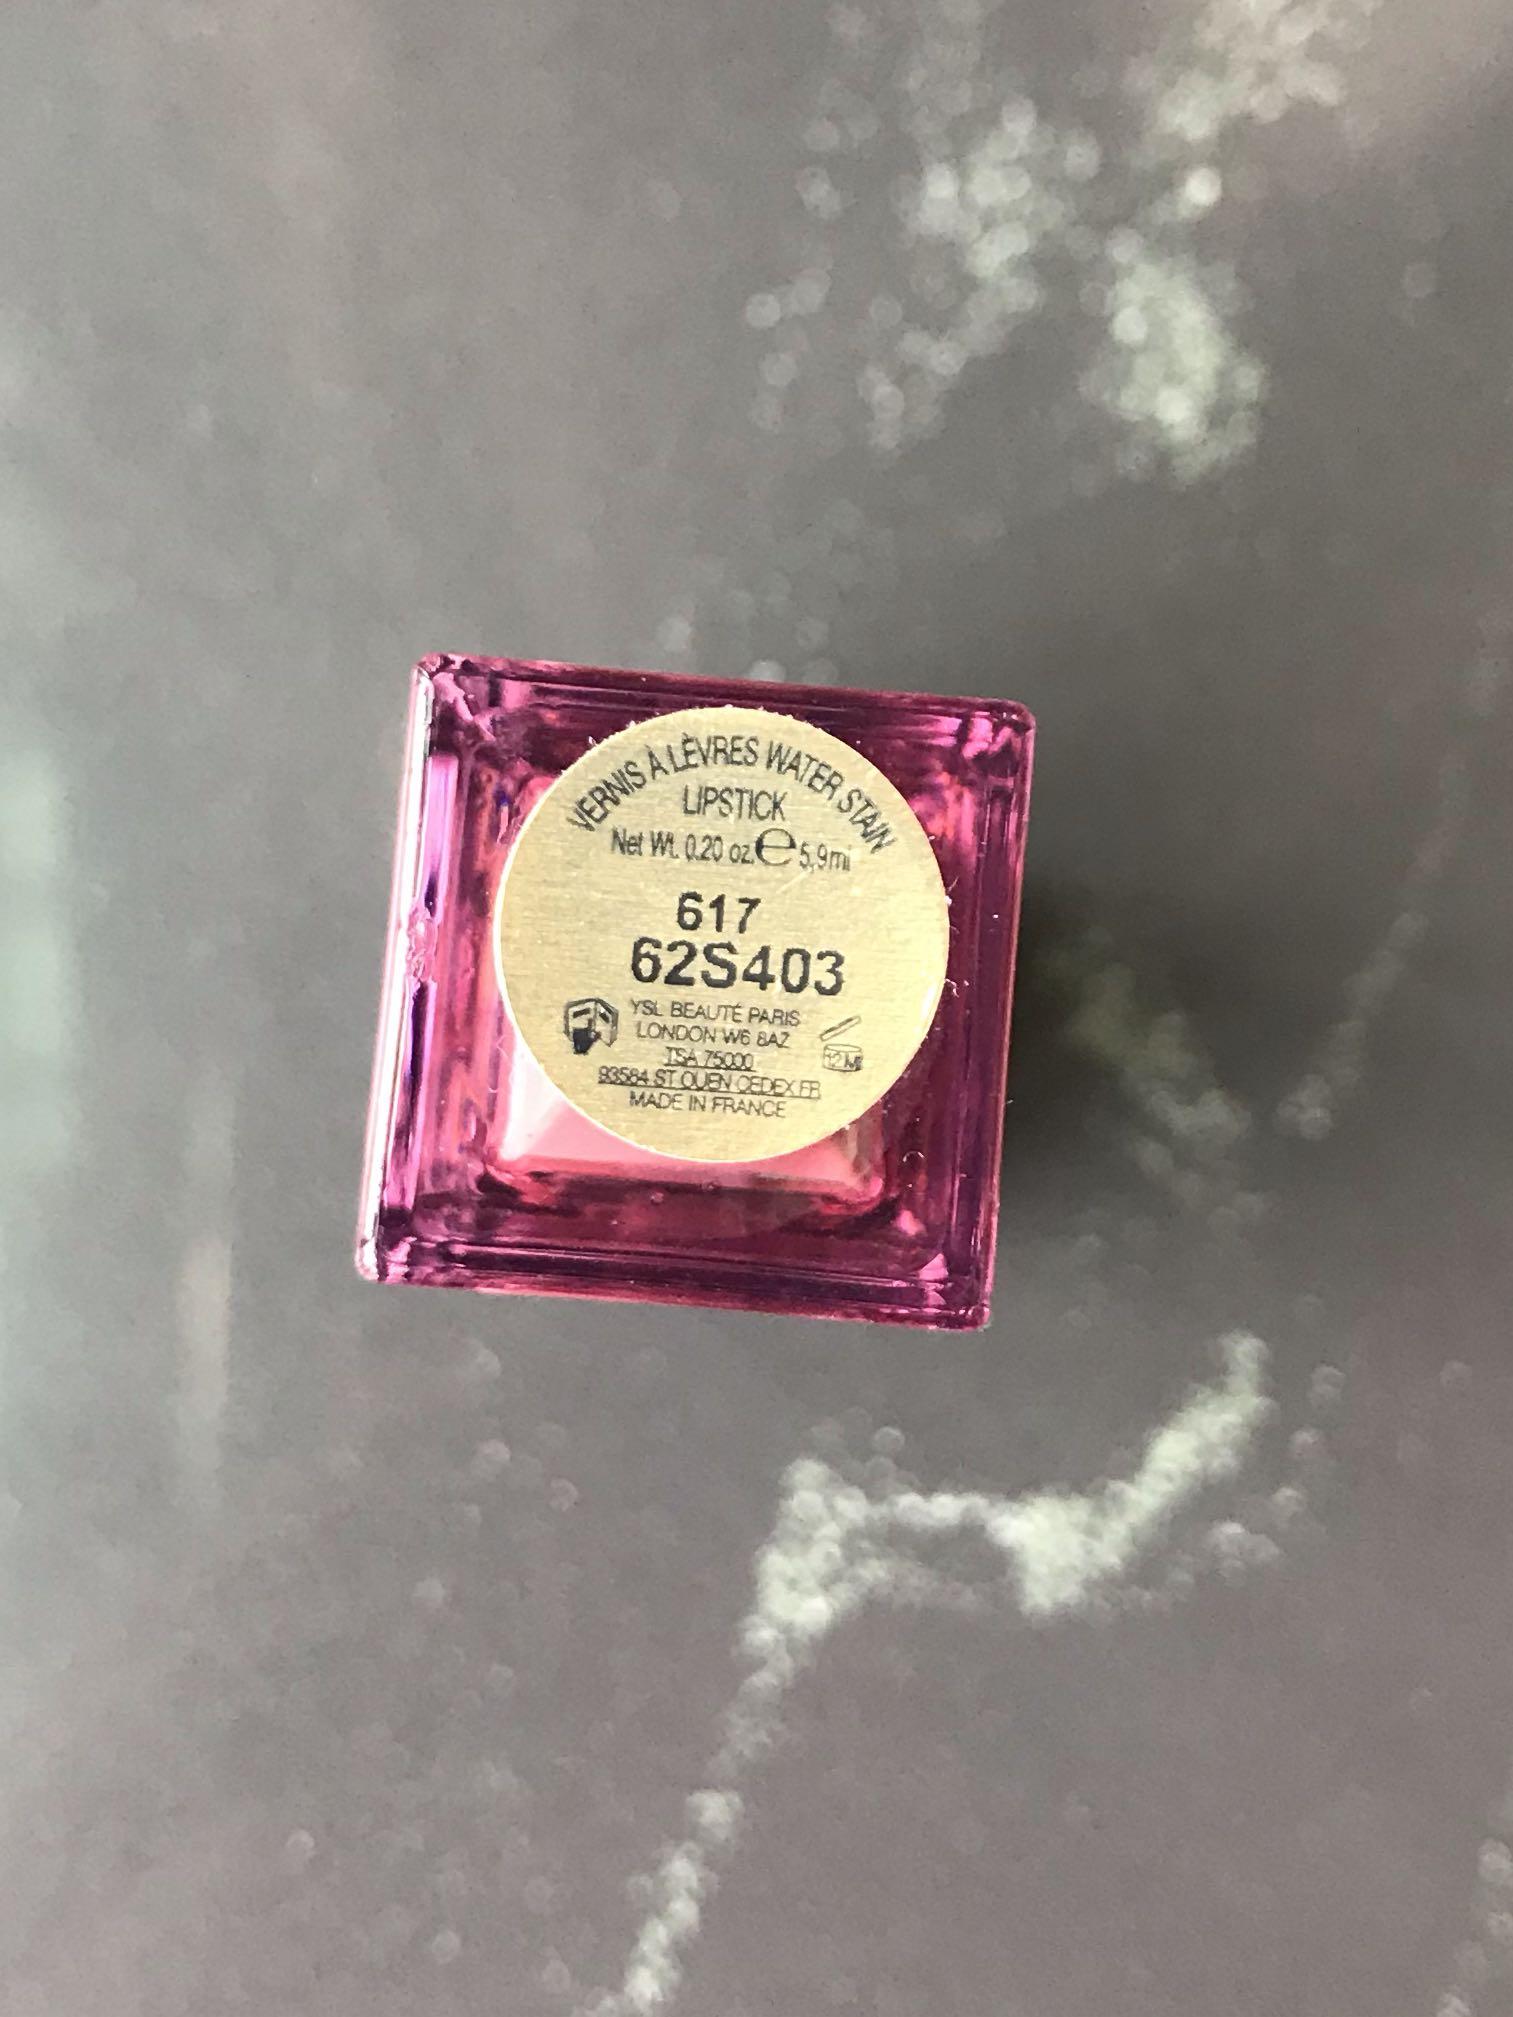 VERNIS À LÈVRES WATER STAIN
LIPSTICK
Net Wt. 0.20 oz. e 5,9ml
617
62S403
YSL BEAUTÉ PARIS
LONDON W6 8AZ
TSA 75000
93584 ST OUEN CEDEX FR
MADE IN FRANCE
12 M